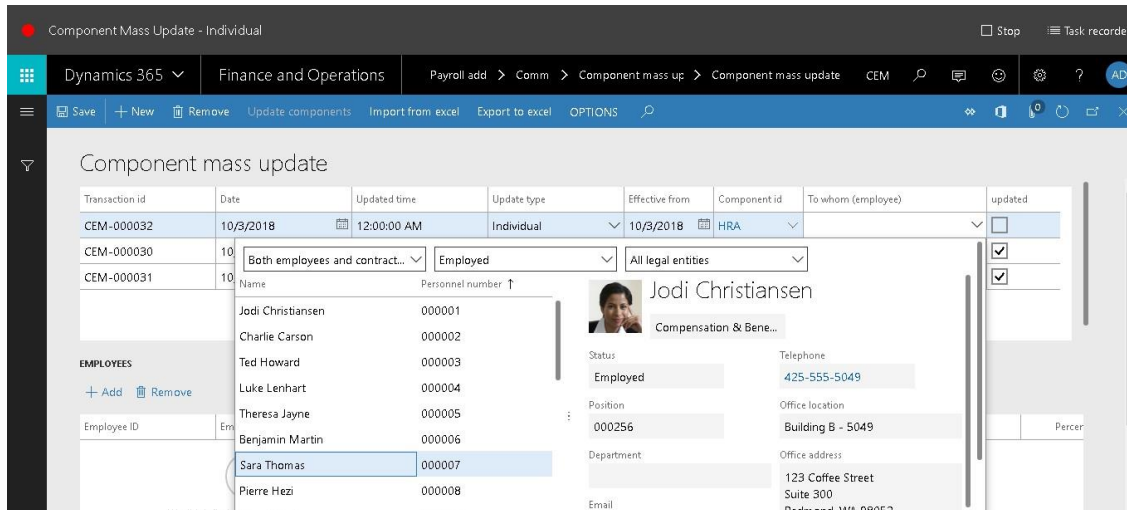 Component Mass Update - Individual
Stop
Task recorde
Dynamics 365
Finance and Operations
Payroll add > Comm > Component mass up > Component mass update
CEM
?
AD
Save
+ New
Remove
Update components
Import from excel
Export to excel
OPTIONS
0
Component mass update
Transaction id Date Updated time Update type Effective from Component id To whom (employee) updated
CEM-000032 10/3/2018 12:00:00 AM Individual 10/3/2018 HRA
CEM-000030 10
CEM-000031 10
Both employees and contract... Employed All legal entities
Name Personnel number ↑
Jodi Christiansen 000001
Charlie Carson 000002
Ted Howard 000003
Luke Lenhart 000004
Theresa Jayne 000005
Benjamin Martin 000006
Sara Thomas 000007
Pierre Hezi 000008
Jodi Christiansen
Compensation & Bene...
Status
Employed
Telephone
425-555-5049
Position
000256
Office location
Building B - 5049
Department
Office address
123 Coffee Street
Suite 300
Redmond, WA 98052
Email
EMPLOYEES
+ Add
Remove
Employee ID Em Percer